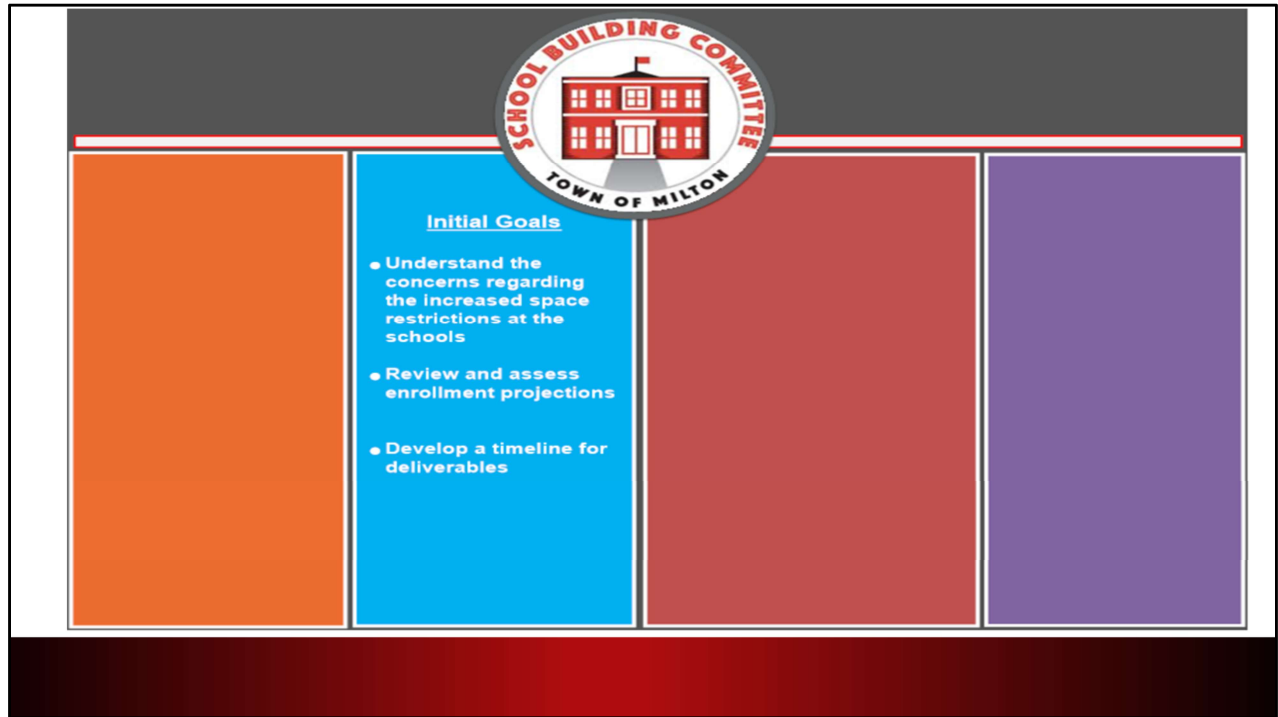 SCHOOL BUILDING COMMITTEE
TOWN OF MILTON
Initial Goals
• Understand the
concerns regarding
the increased space
restrictions at the
schools
• Review and assess
enrollment projections
• Develop a timeline for
deliverables